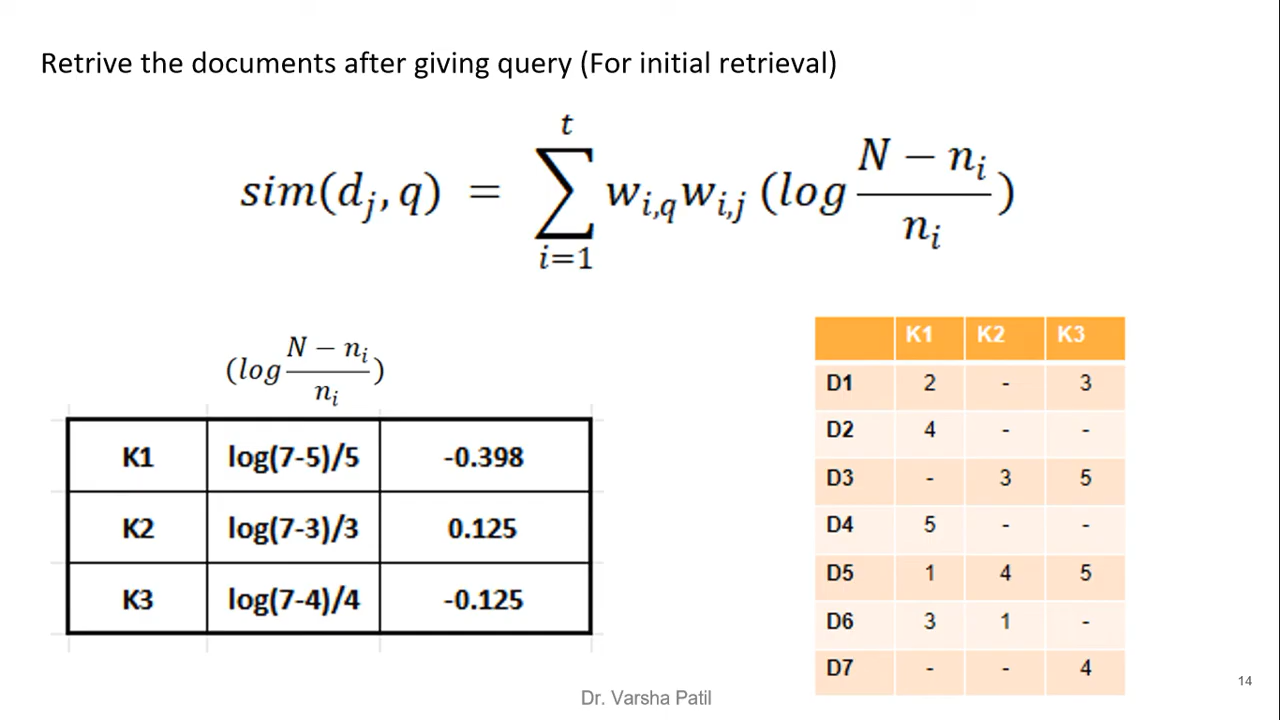 Retrive the documents after giving query (For initial retrieval)
t
sim(d_j, q) = ∑ w_{i,q} w_{i,j} (log (N − n_i) / n_i)
i=1
(log (N − n_i) / n_i)
K1 log(7-5)/5 -0.398
K2 log(7-3)/3 0.125
K3 log(7-4)/4 -0.125
K1 K2 K3
D1 2 - 3
D2 4 - -
D3 - 3 5
D4 5 - -
D5 1 4 5
D6 3 1 -
D7 - - 4
Dr. Varsha Patil
14